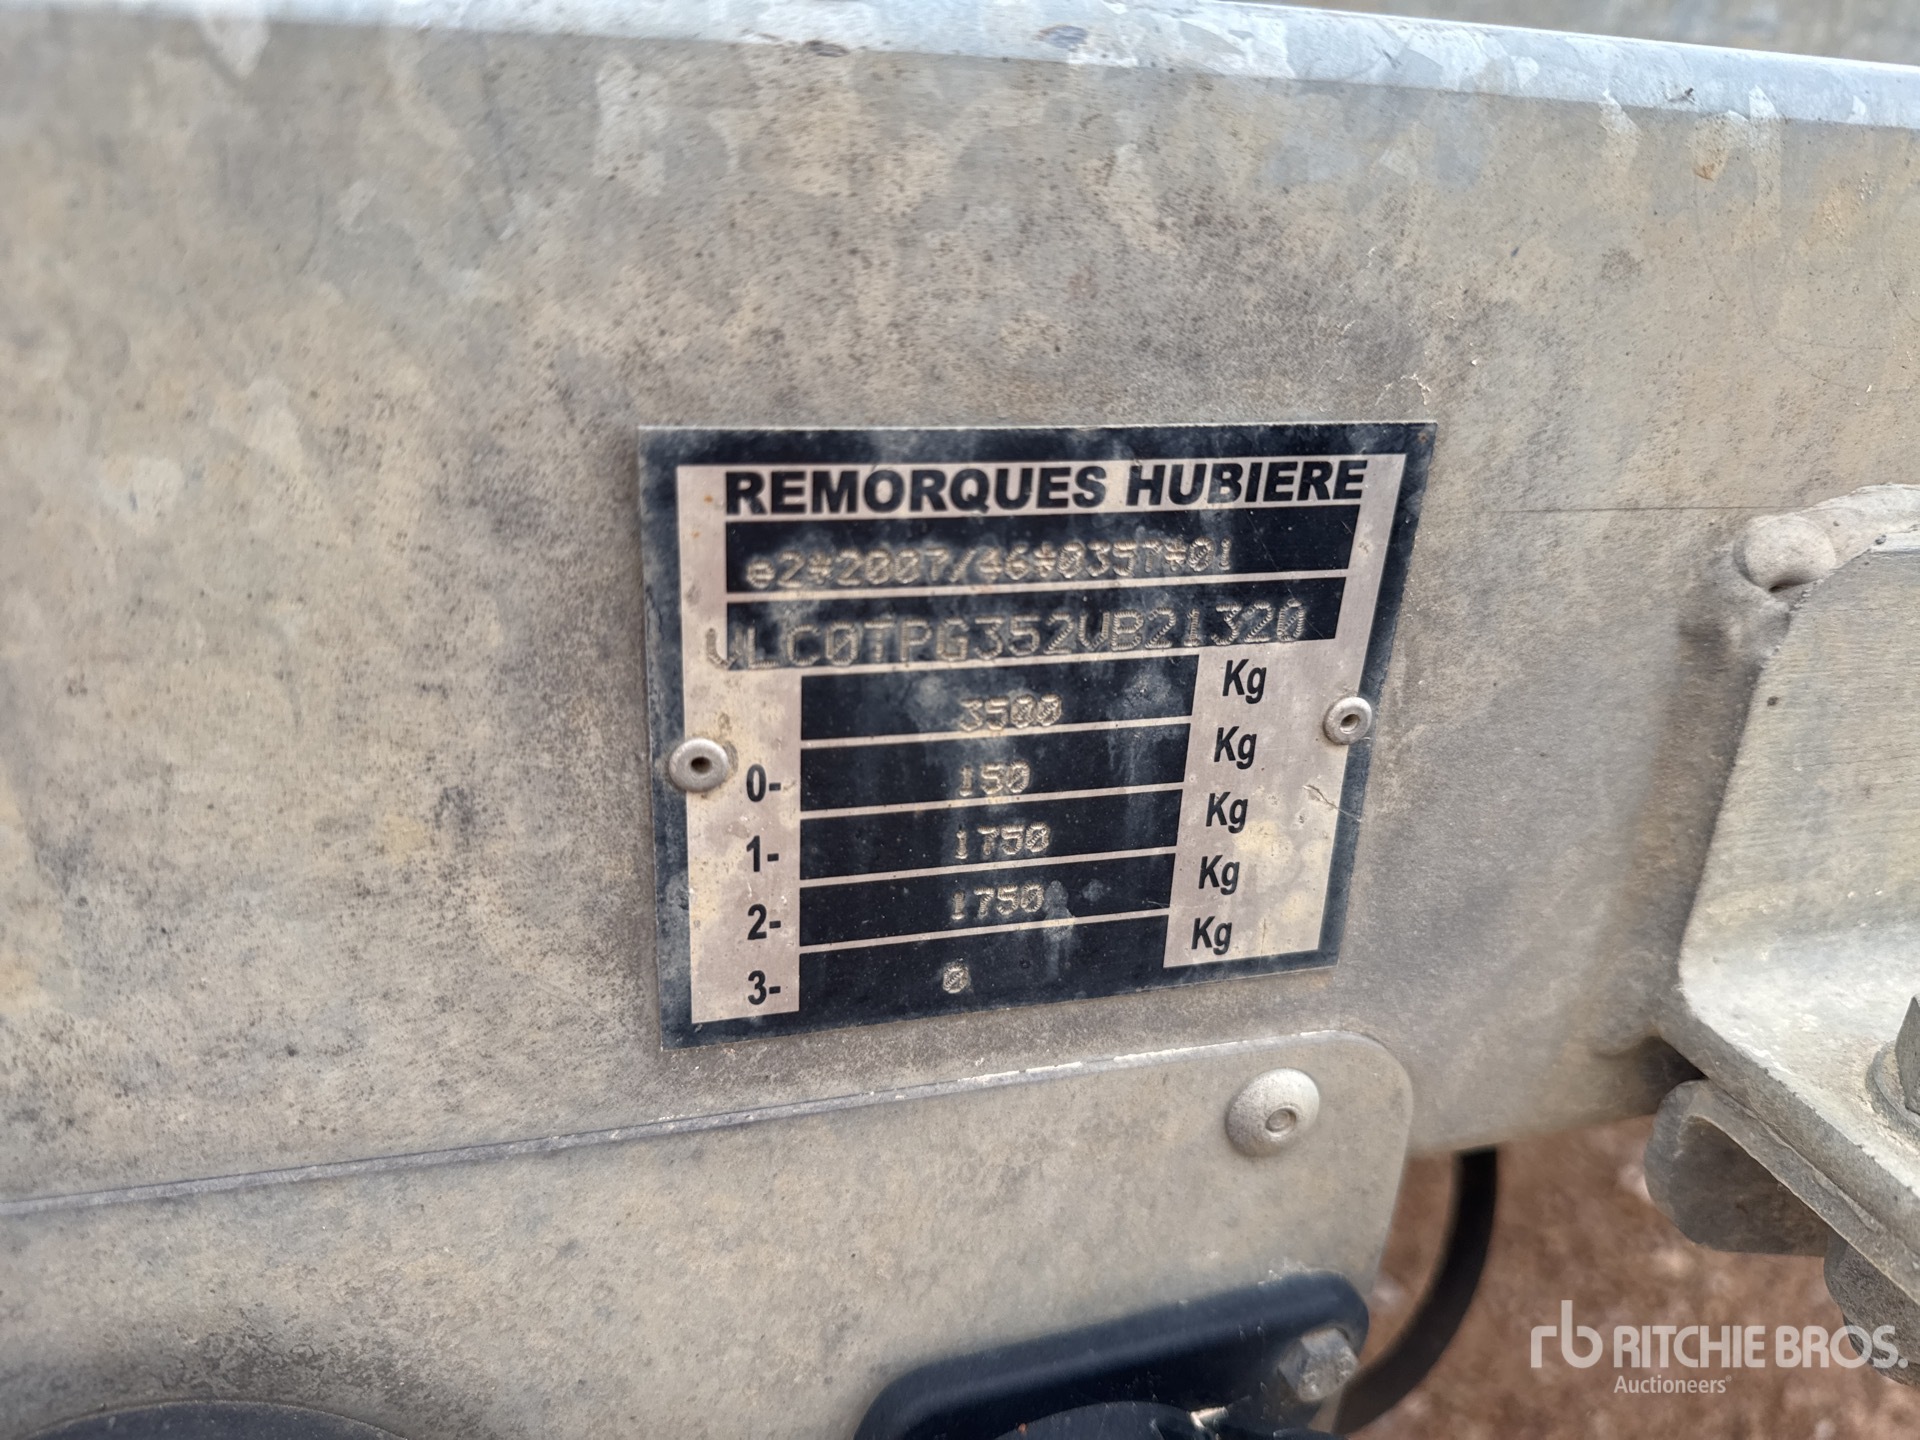 REMORQUES HUBIERE
e2*2007/46*0357*01
VLC0TPG352VB21320
3500 Kg
0- 150 Kg
1- 1750 Kg
2- 1750 Kg
3- 0 Kg
rb RITCHIE BROS.
Auctioneers